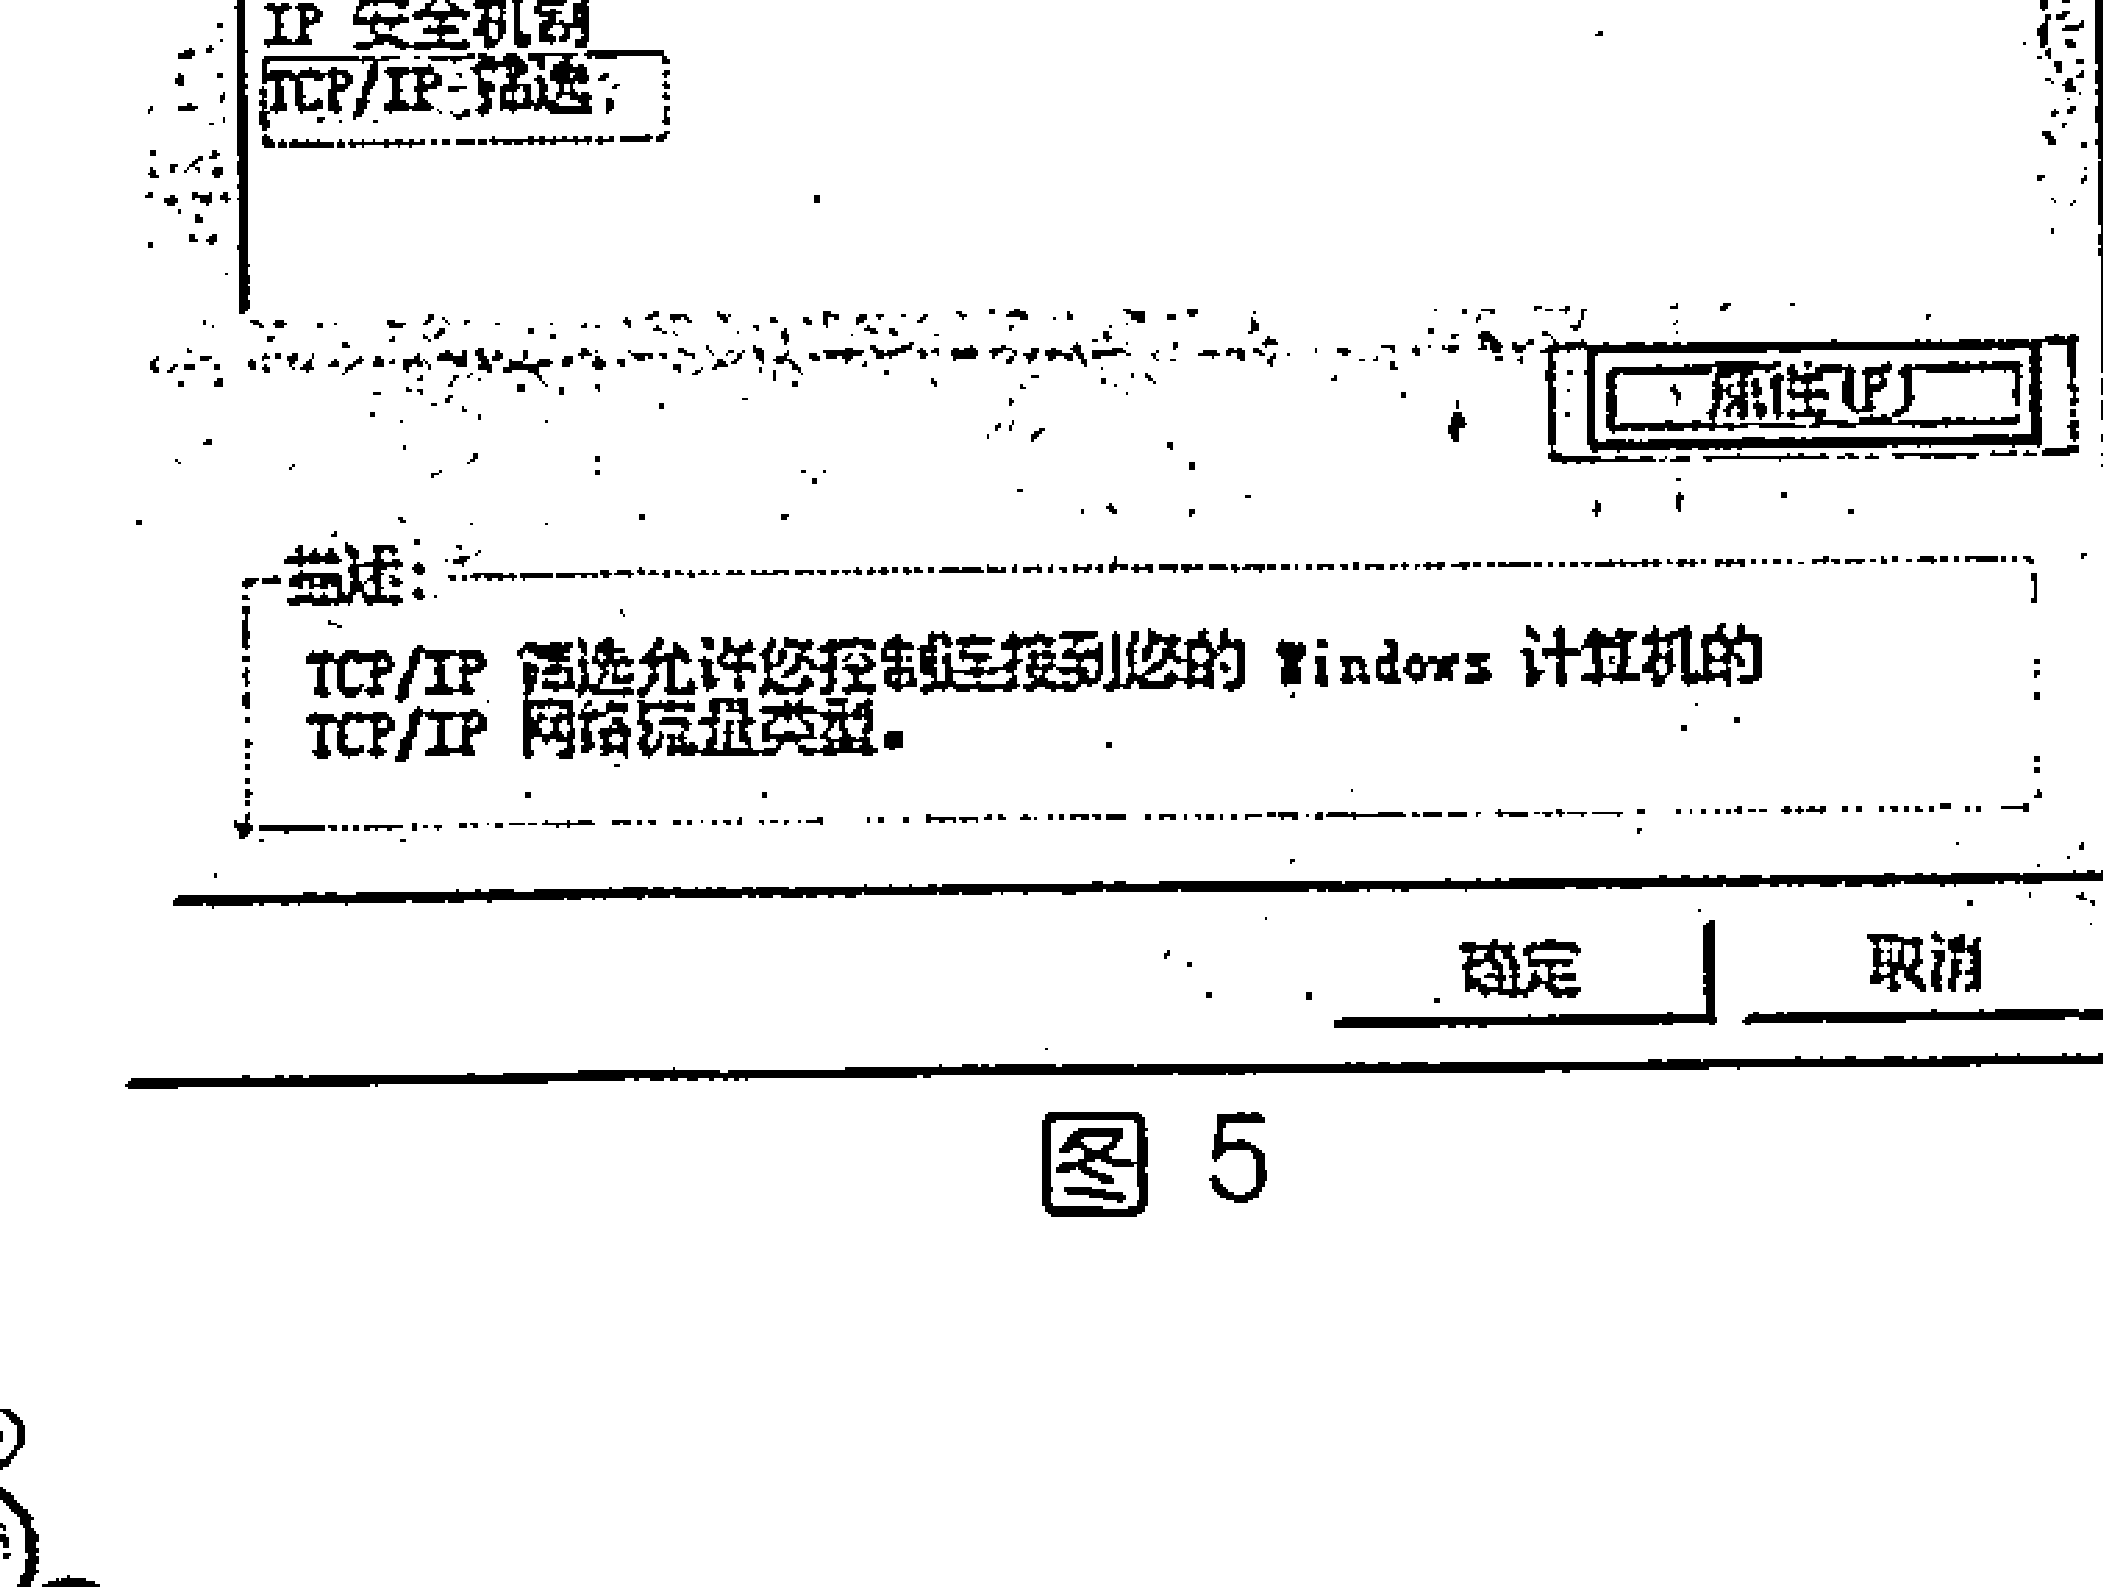 IP 安全机制
TCP/IP 筛选
属性(P)
描述:
TCP/IP 筛选允许您控制连接到您的 Windows 计算机的
TCP/IP 网络流量类型。
确定
取消
图 5